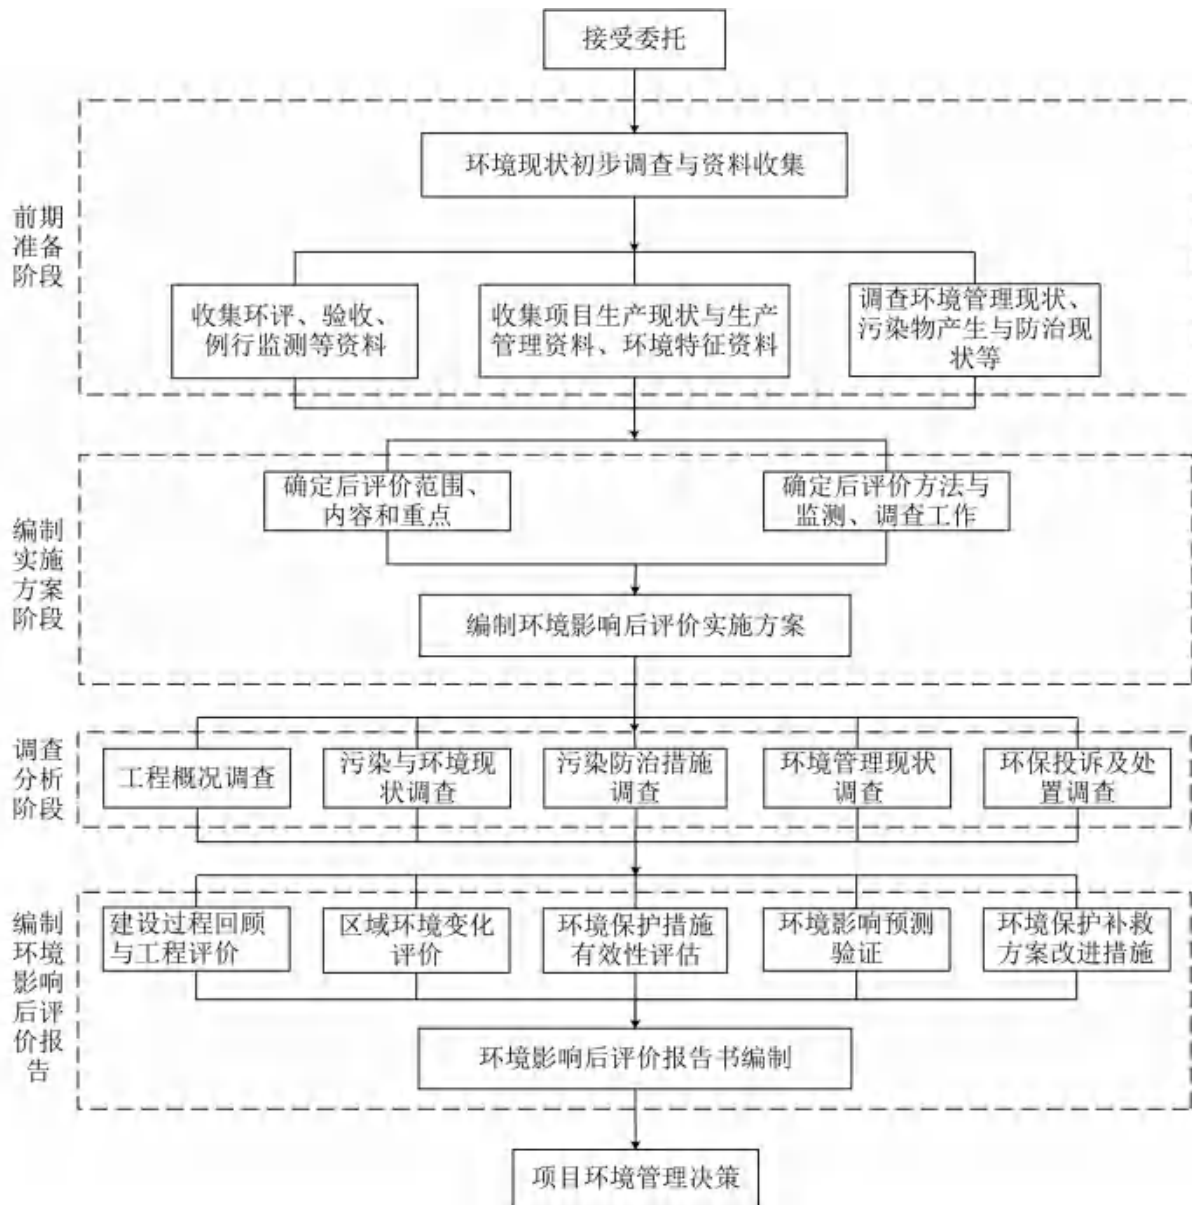 接受委托
前期
准备
阶段
环境现状初步调查与资料收集
收集环评、验收、
例行监测等资料
收集项目生产现状与生产
管理资料、环境特征资料
调查环境管理现状、
污染物产生与防治现
状等
编制
实施
方案
阶段
确定后评价范围、
内容和重点
确定后评价方法与
监测、调查工作
编制环境影响后评价实施方案
调查
分析
阶段
工程概况调查
污染与环境现
状调查
污染防治措施
调查
环境管理现状
调查
环保投诉及处
置调查
编制
环境
影响
后评
价报
告
建设过程回顾
与工程评价
区域环境变化
评价
环境保护措施
有效性评估
环境影响预测
验证
环境保护补救
方案改进措施
环境影响后评价报告书编制
项目环境管理决策